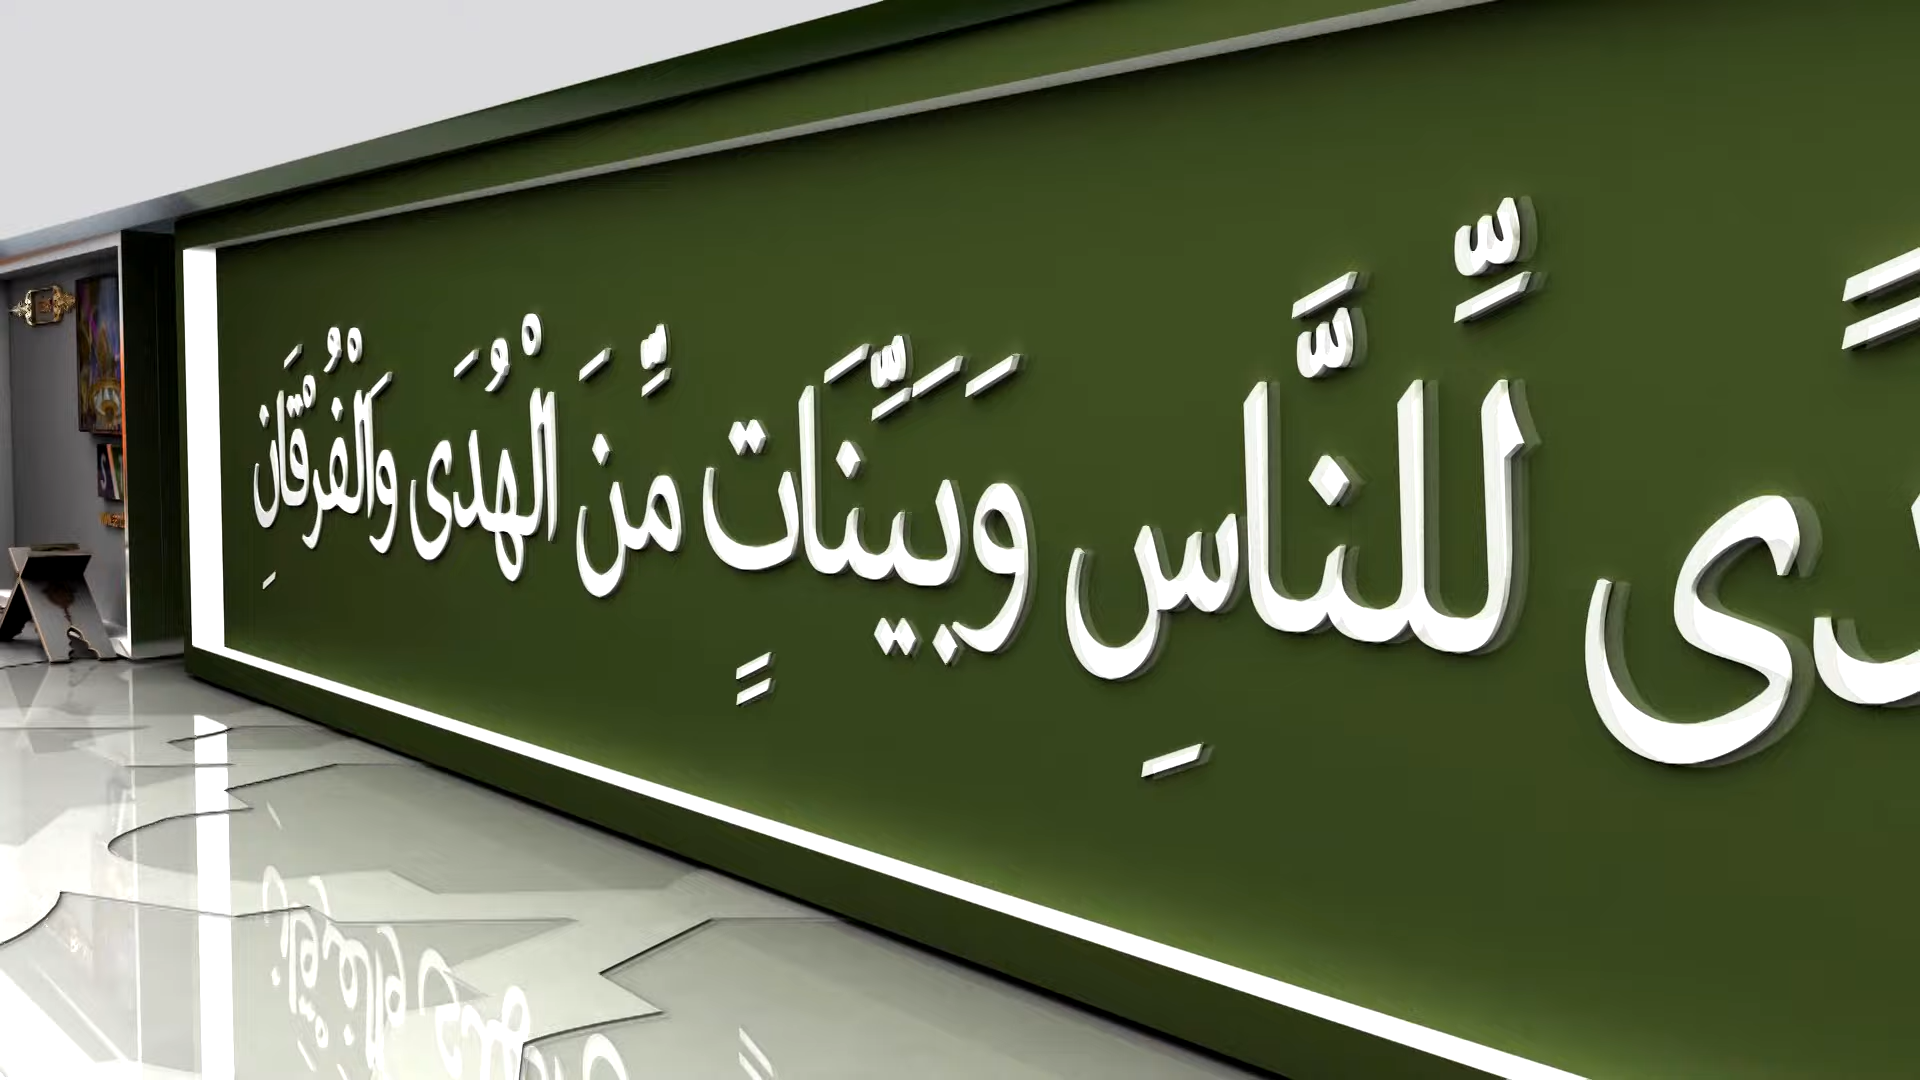 دًى لِّلنَّاسِ وَبَيِّنَاتٍ مِّنَ الْهُدَى وَالْفُرْقَانِ